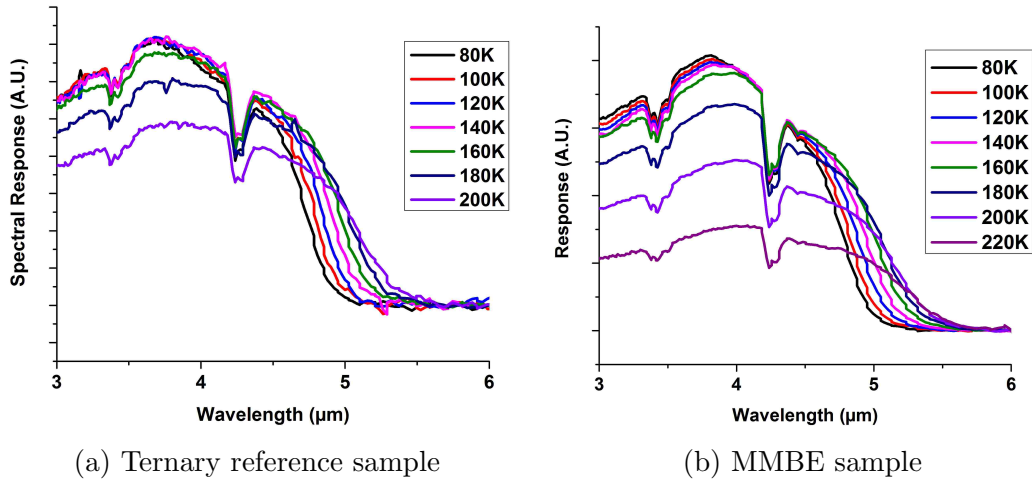 Spectral Response (A.U.)
80K
100K
120K
140K
160K
180K
200K
3
4
5
6
Wavelength (μm)
(a) Ternary reference sample
Response (A.U.)
80K
100K
120K
140K
160K
180K
200K
220K
3
4
5
6
Wavelength (μm)
(b) MMBE sample